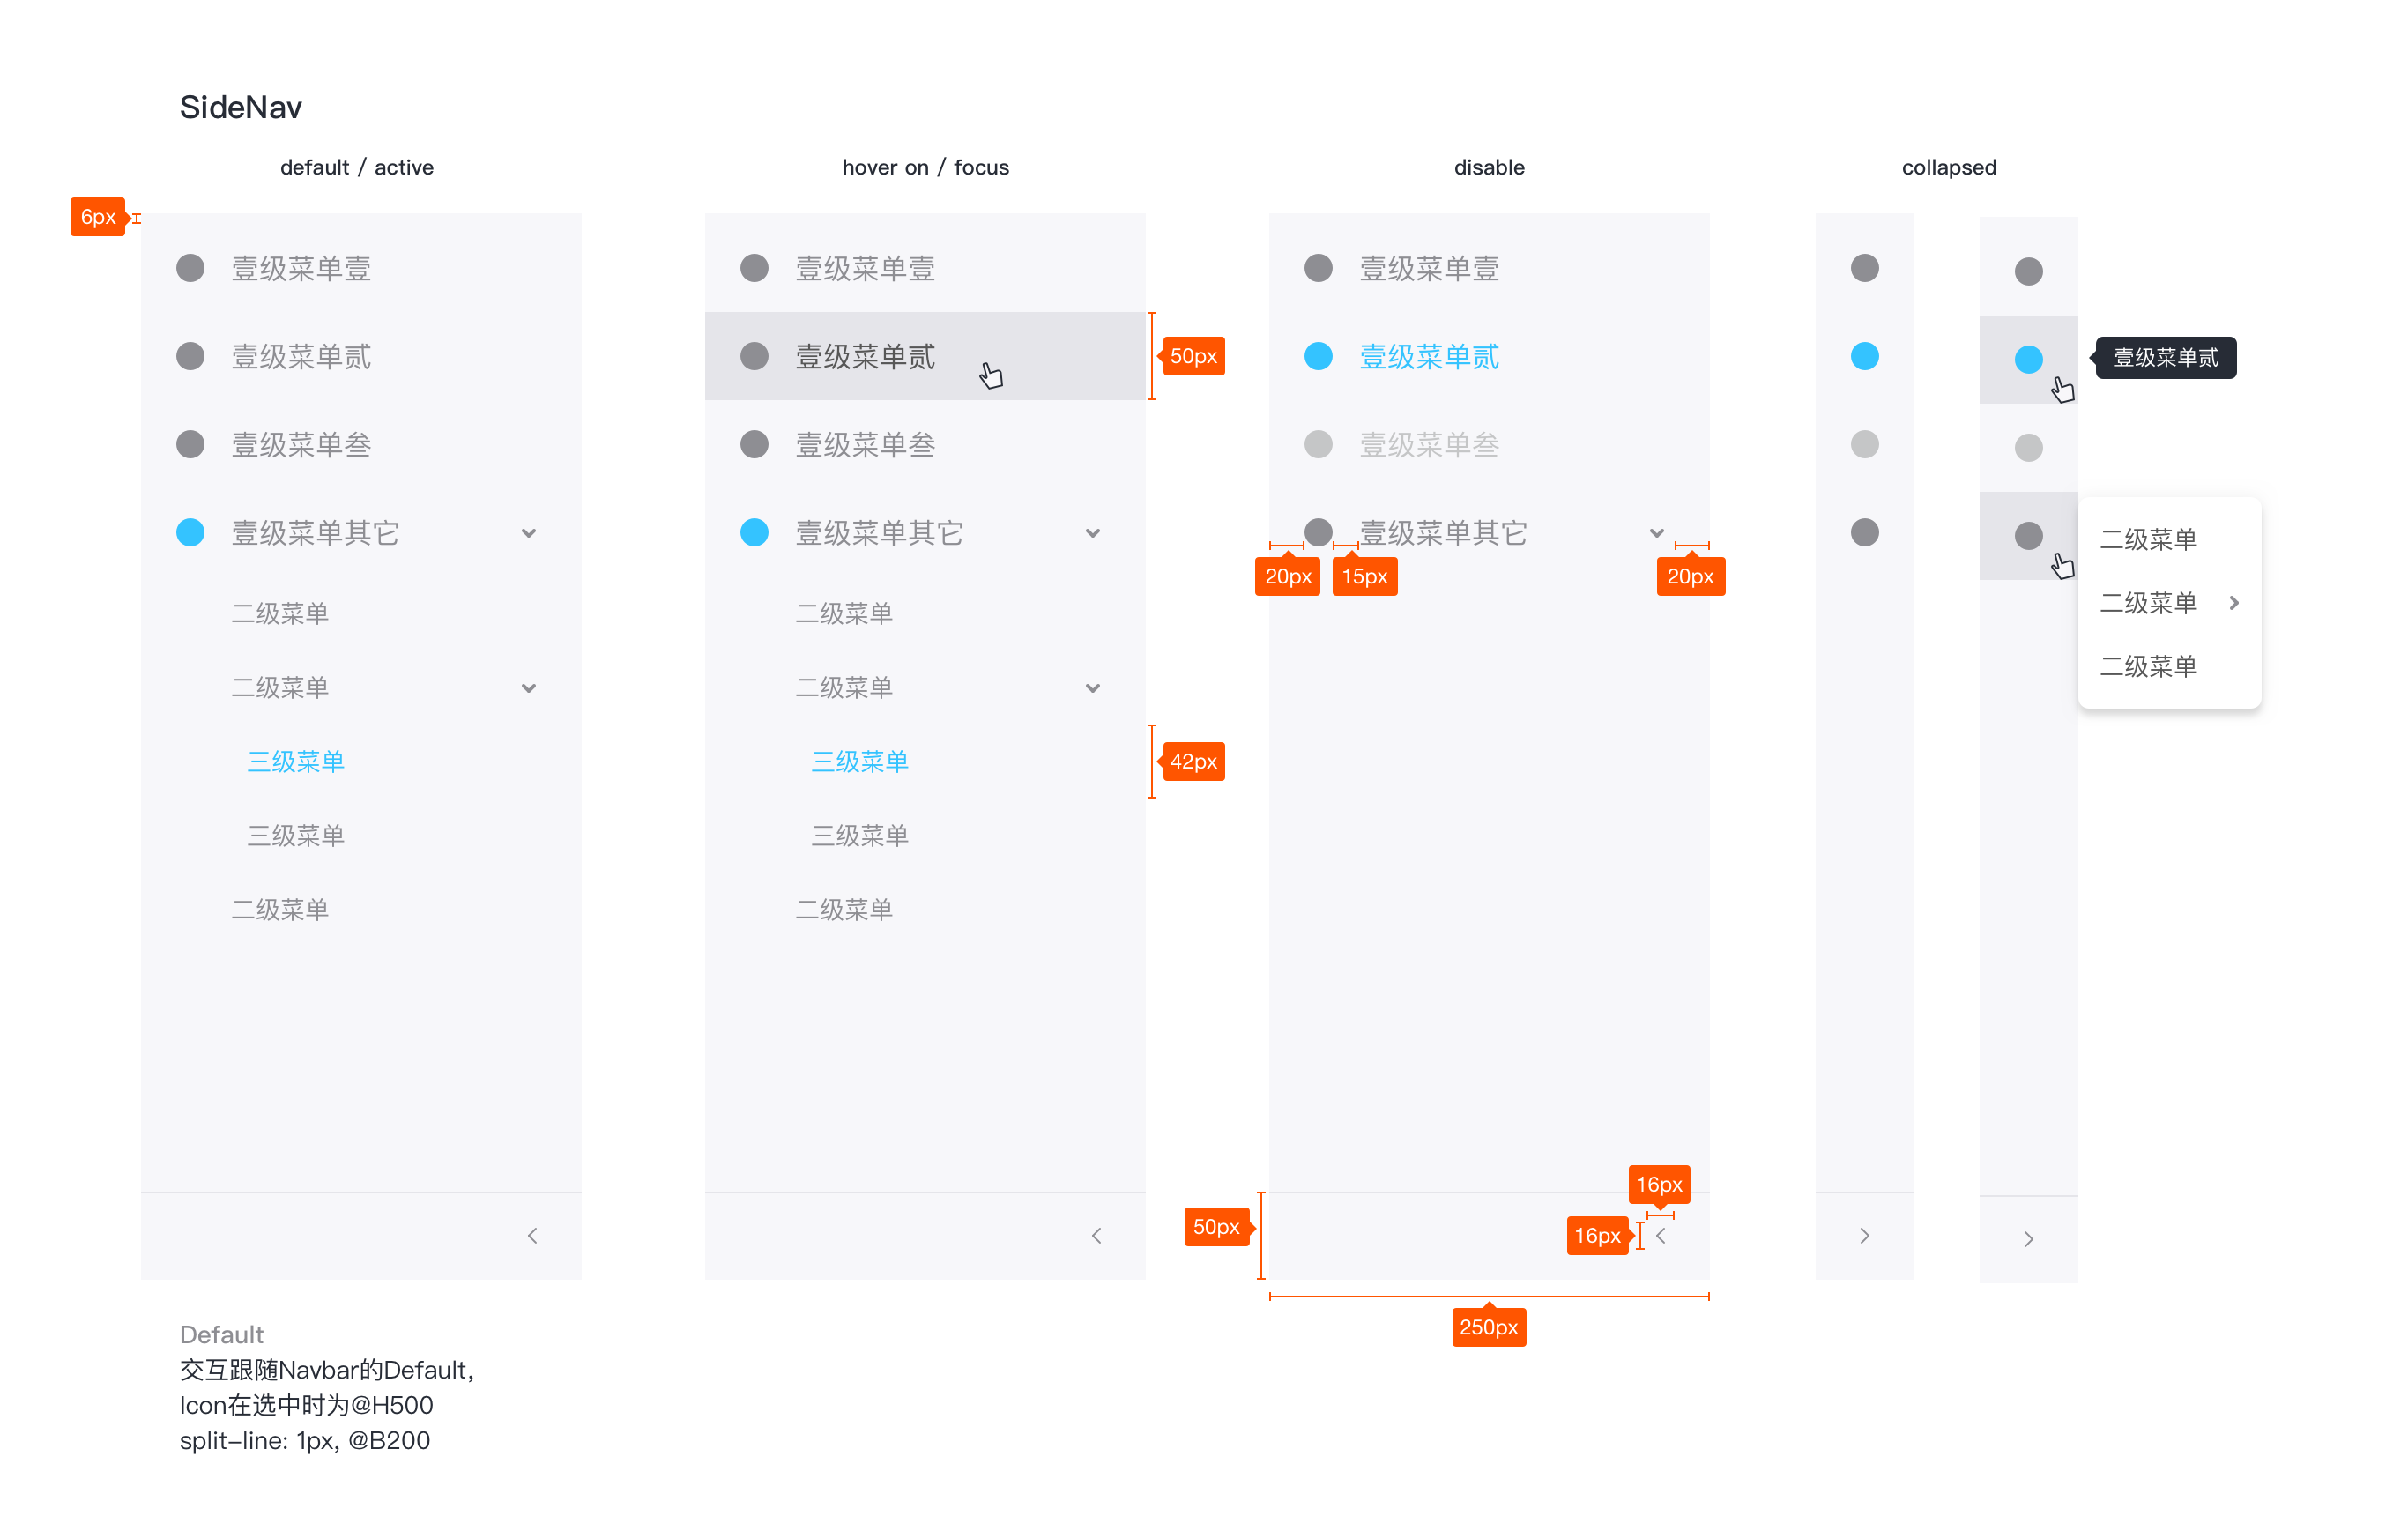 SideNav
default / active
hover on / focus
disable
collapsed
6px
壹级菜单壹
壹级菜单贰
壹级菜单叁
壹级菜单其它
二级菜单
二级菜单
三级菜单
三级菜单
二级菜单
壹级菜单壹
壹级菜单贰
50px
壹级菜单叁
壹级菜单其它
二级菜单
二级菜单
三级菜单
42px
三级菜单
二级菜单
壹级菜单壹
壹级菜单贰
壹级菜单叁
壹级菜单其它
20px
15px
20px
50px
16px
16px
250px
壹级菜单贰
二级菜单
二级菜单
二级菜单
Default
交互跟随Navbar的Default,
Icon在选中时为@H500
split-line: 1px, @B200